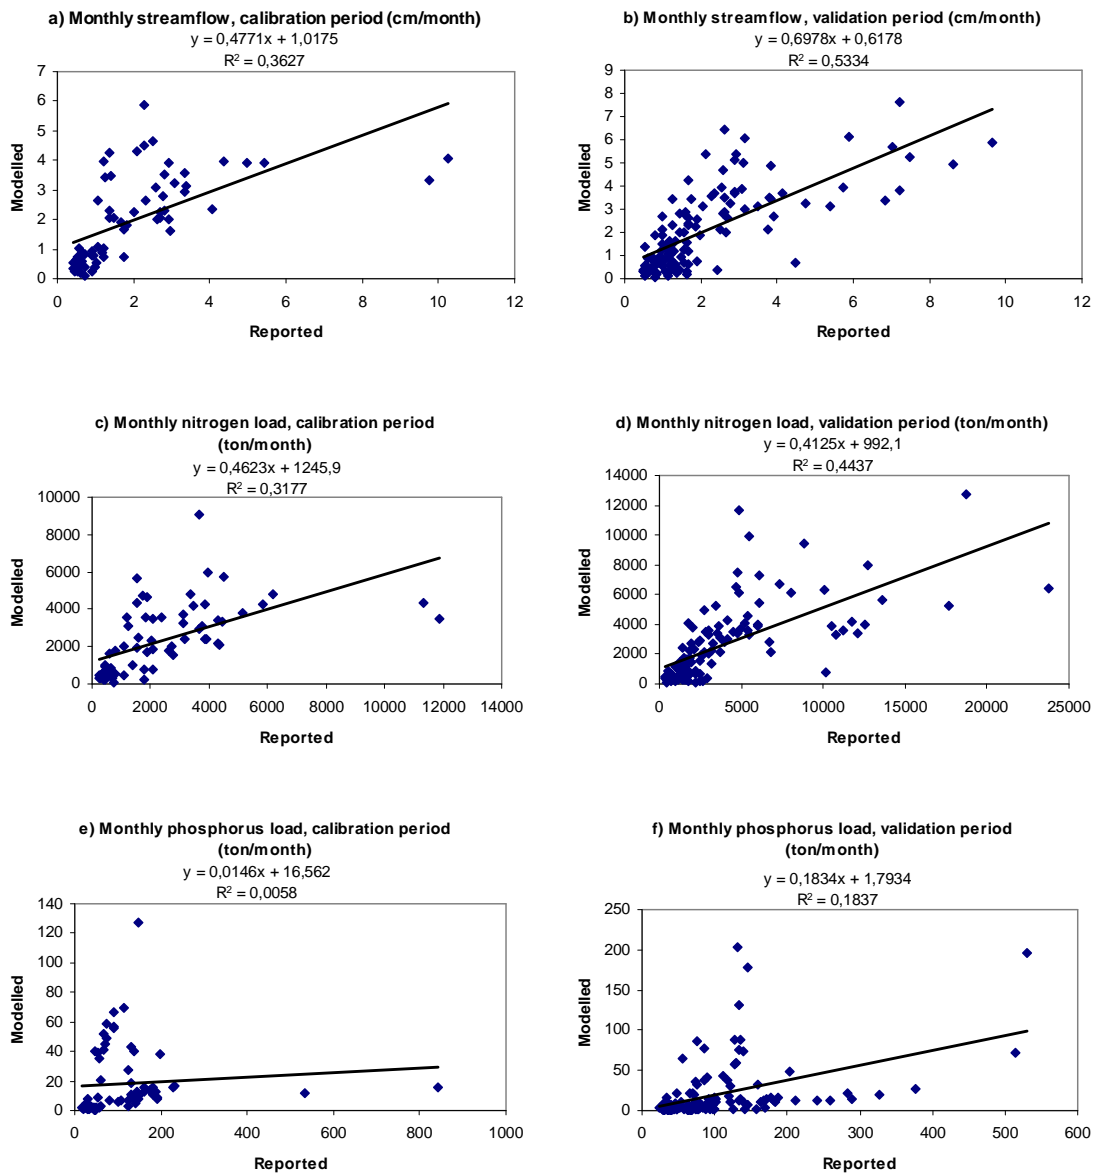 a) Monthly streamflow, calibration period (cm/month)
y = 0,4771x + 1,0175
R² = 0,3627
7
6
5
4
3
2
1
0
Modelled
0 2 4 6 8 10 12
Reported
b) Monthly streamflow, validation period (cm/month)
y = 0,6978x + 0,6178
R² = 0,5334
9
8
7
6
5
4
3
2
1
0
Modelled
0 2 4 6 8 10 12
Reported
c) Monthly nitrogen load, calibration period
(ton/month)
y = 0,4623x + 1245,9
R² = 0,3177
10000
8000
6000
4000
2000
0
Modelled
0 2000 4000 6000 8000 10000 12000 14000
Reported
d) Monthly nitrogen load, validation period (ton/month)
y = 0,4125x + 992,1
R² = 0,4437
14000
12000
10000
8000
6000
4000
2000
0
Modelled
0 5000 10000 15000 20000 25000
Reported
e) Monthly phosphorus load, calibration period
(ton/month)
y = 0,0146x + 16,562
R² = 0,0058
140
120
100
80
60
40
20
0
Modelled
0 200 400 600 800 1000
Reported
f) Monthly phosphorus load, validation period
(ton/month)
y = 0,1834x + 1,7934
R² = 0,1837
250
200
150
100
50
0
Modelled
0 100 200 300 400 500 600
Reported